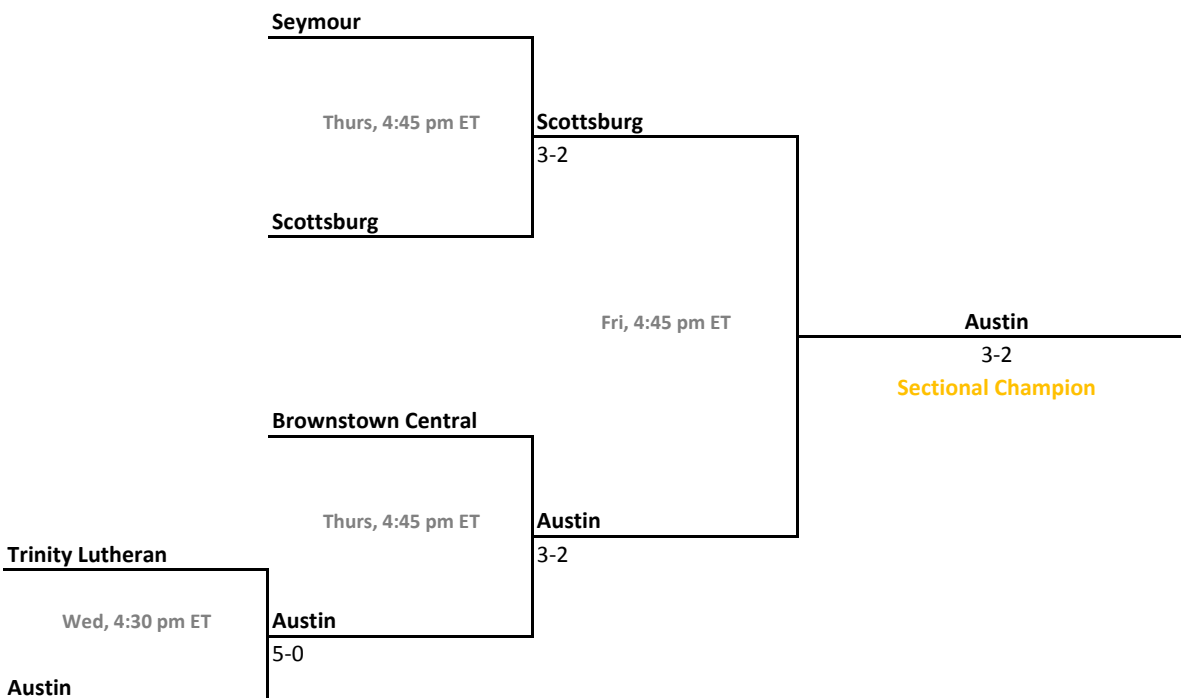 Seymour
Thurs, 4:45 pm ET
Scottsburg
3-2
Scottsburg
Fri, 4:45 pm ET
Austin
3-2
Sectional Champion
Brownstown Central
Thurs, 4:45 pm ET
Austin
3-2
Trinity Lutheran
Wed, 4:30 pm ET
Austin
5-0
Austin